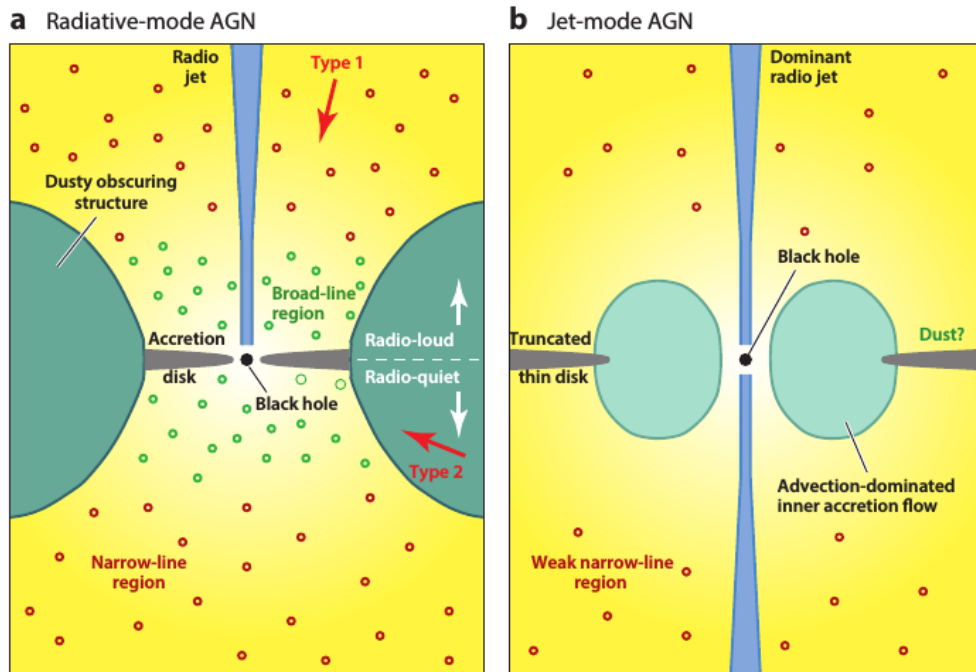 a Radiative-mode AGN
Radio
jet
Type 1
Dusty obscuring
structure
Broad-line
region
Accretion
disk
Radio-loud
Radio-quiet
Black hole
Type 2
Narrow-line
region
b Jet-mode AGN
Dominant
radio jet
Black hole
Truncated
thin disk
Dust?
Advection-dominated
inner accretion flow
Weak narrow-line
region